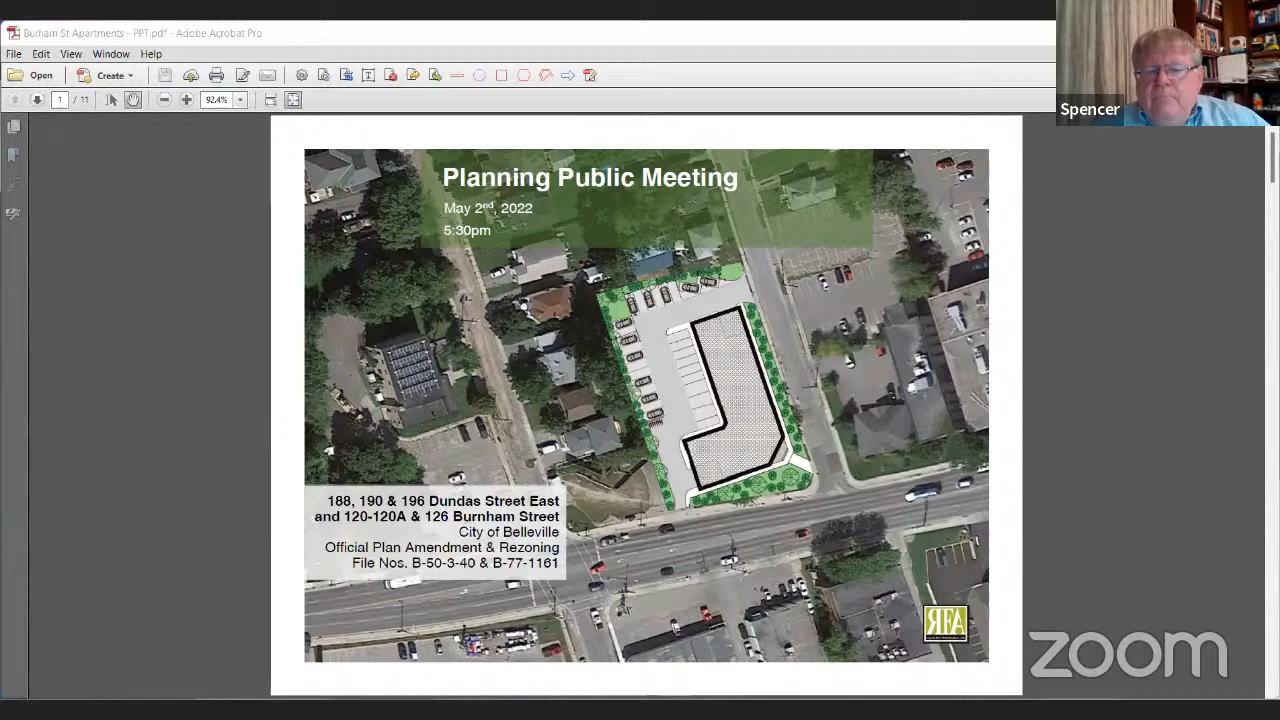 Burham St Apartments - PPT.pdf - Adobe Acrobat Pro
File Edit View Window Help
Open Create
1 / 11 92.4%
Spencer
Planning Public Meeting
May 2nd, 2022
5:30pm
188, 190 & 196 Dundas Street East
and 120-120A & 126 Burnham Street
City of Belleville
Official Plan Amendment & Rezoning
File Nos. B-50-3-40 & B-77-1161
RFA
zoom